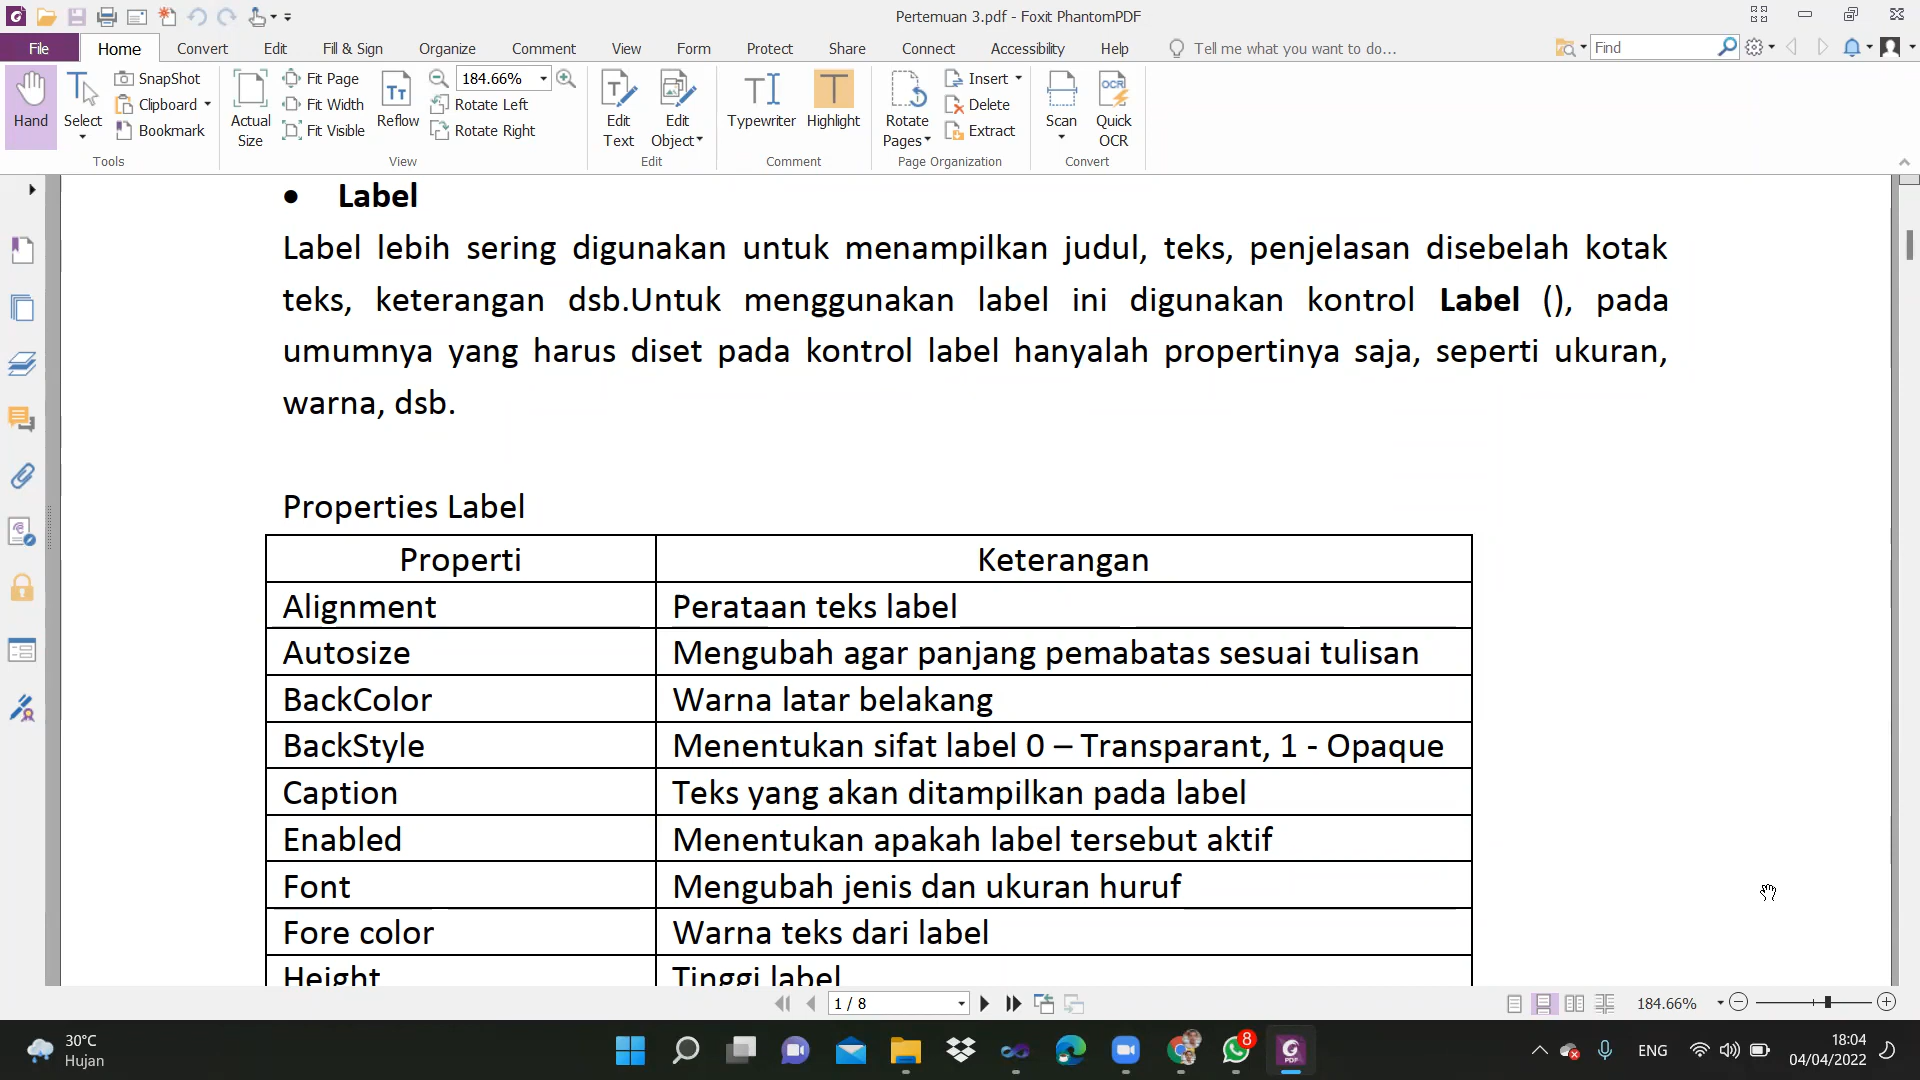 Pertemuan 3.pdf - Foxit PhantomPDF
File Home Convert Edit Fill & Sign Organize Comment View Form Protect Share Connect Accessibility Help Tell me what you want to do... Find
Hand
Select
SnapShot
Clipboard
Bookmark
Tools
Actual
Size
Fit Page
Fit Width
Fit Visible
Reflow
184.66%
Rotate Left
Rotate Right
View
Edit
Text
Edit
Object
Edit
Typewriter
Highlight
Comment
Rotate
Pages
Insert
Delete
Extract
Page Organization
Scan
Quick
OCR
Convert
• Label
Label lebih sering digunakan untuk menampilkan judul, teks, penjelasan disebelah kotak
teks, keterangan dsb.Untuk menggunakan label ini digunakan kontrol Label (), pada
umumnya yang harus diset pada kontrol label hanyalah propertinya saja, seperti ukuran,
warna, dsb.
Properties Label
Properti Keterangan
Alignment Perataan teks label
Autosize Mengubah agar panjang pemabatas sesuai tulisan
BackColor Warna latar belakang
BackStyle Menentukan sifat label 0 – Transparant, 1 - Opaque
Caption Teks yang akan ditampilkan pada label
Enabled Menentukan apakah label tersebut aktif
Font Mengubah jenis dan ukuran huruf
Fore color Warna teks dari label
Height Tinggi label
1 / 8
184.66%
30°C
Hujan
8
PDF
ENG
18:04
04/04/2022